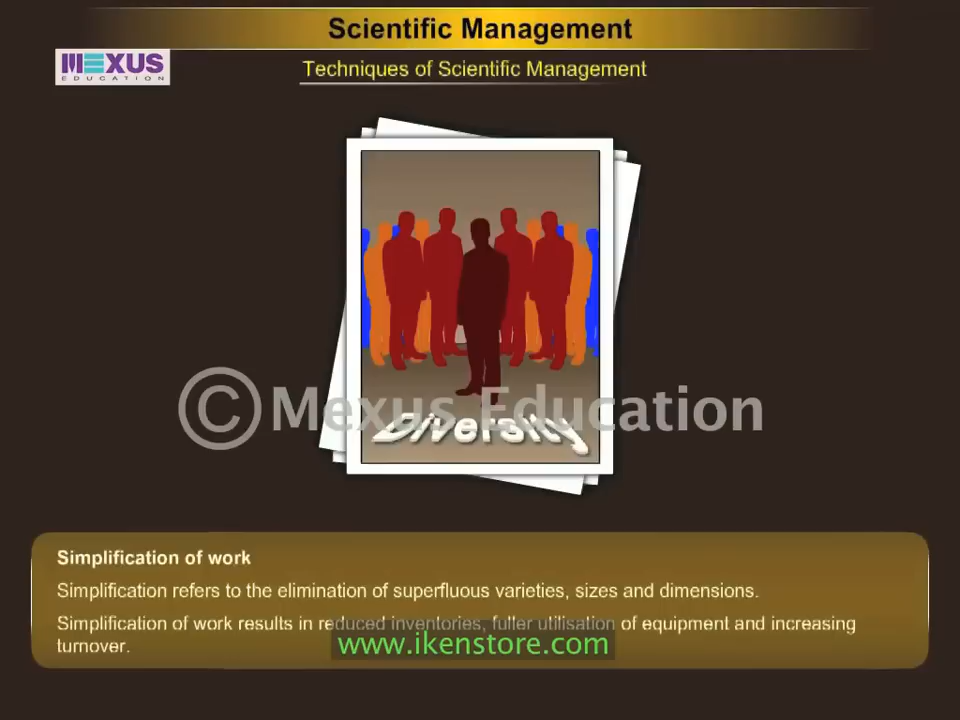 Scientific Management
MEXUS
EDUCATION
Techniques of Scientific Management
Diversity
© Mexus Education
Simplification of work
Simplification refers to the elimination of superfluous varieties, sizes and dimensions.
Simplification of work results in reduced inventories, fuller utilisation of equipment and increasing
turnover.
www.ikenstore.com